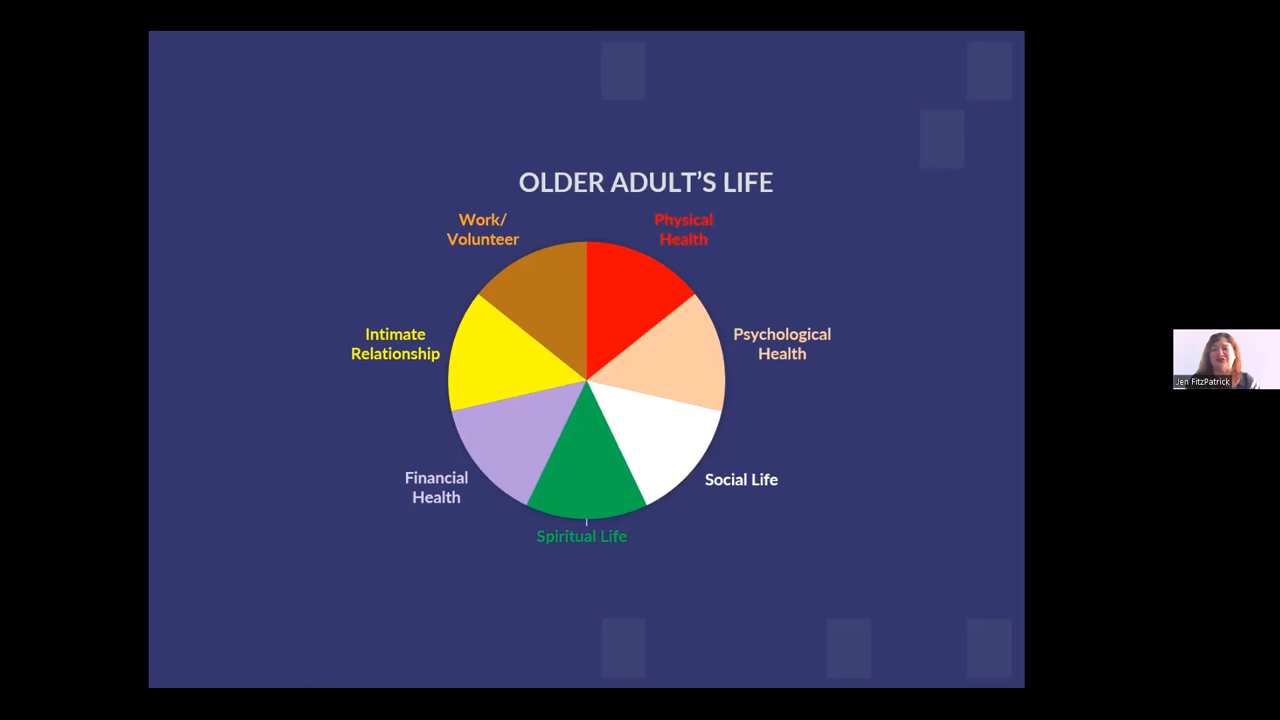 OLDER ADULT’S LIFE
Work/
Volunteer
Physical
Health
Intimate
Relationship
Psychological
Health
Financial
Health
Social Life
Spiritual Life
Jen FitzPatrick